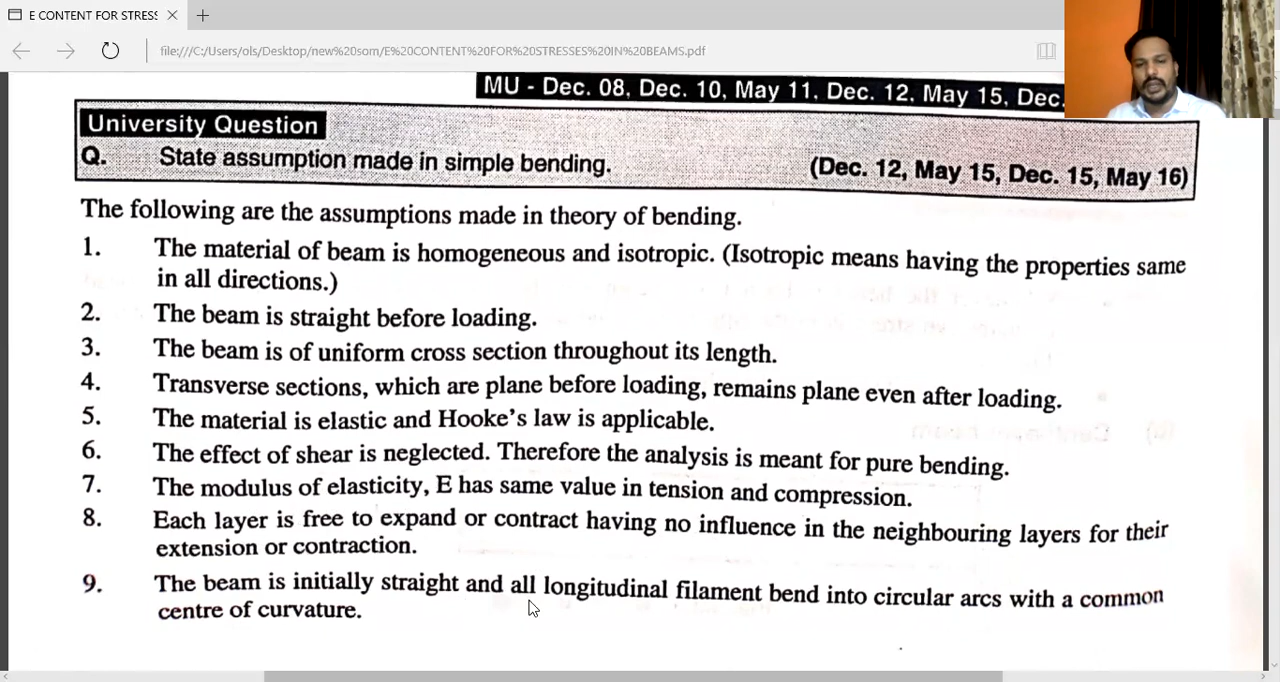 E CONTENT FOR STRESS
file:///C:/Users/ols/Desktop/new%20som/E%20CONTENT%20FOR%20STRESSES%20IN%20BEAMS.pdf
MU - Dec. 08, Dec. 10, May 11, Dec. 12, May 15, Dec.
University Question
Q. State assumption made in simple bending. (Dec. 12, May 15, Dec. 15, May 16)
The following are the assumptions made in theory of bending.
1. The material of beam is homogeneous and isotropic. (Isotropic means having the properties same
in all directions.)
2. The beam is straight before loading.
3. The beam is of uniform cross section throughout its length.
4. Transverse sections, which are plane before loading, remains plane even after loading.
5. The material is elastic and Hooke's law is applicable.
6. The effect of shear is neglected. Therefore the analysis is meant for pure bending.
7. The modulus of elasticity, E has same value in tension and compression.
8. Each layer is free to expand or contract having no influence in the neighbouring layers for their
extension or contraction.
9. The beam is initially straight and all longitudinal filament bend into circular arcs with a common
centre of curvature.